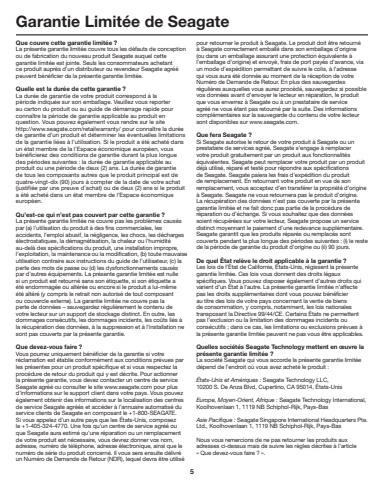 Garantie Limitée de Seagate
Que couvre cette garantie limitée ?
La présente garantie limitée couvre tous les défauts de conception
ou de fabrication du nouveau produit Seagate auquel cette
garantie limitée est jointe. Seuls les consommateurs achetant
ce produit auprès d'un distributeur ou revendeur Seagate agréé
peuvent bénéficier de la présente garantie limitée.
Quelle est la durée de cette garantie ?
La durée de garantie de votre produit correspond à la
période indiquée sur son emballage. Veuillez vous reporter
au carton du produit ou au guide de démarrage rapide pour
connaître la période de garantie applicable au produit en
question. Vous pouvez également vous rendre sur le site
http://www.seagate.com/retailwarranty/ pour connaître la durée
de garantie d'un produit et déterminer les éventuelles limitations
de la garantie liées à l'utilisation. Si le produit a été acheté dans
un état membre de la l'Espace économique européen, vous
bénéficierez des conditions de garantie durant la plus longue
des périodes suivantes : la durée de garantie applicable au
produit ou une période de deux (2) ans. La durée de garantie
de tous les composants autres que le produit principal est de
quatre-vingt-dix (90) jours à compter de la date de votre achat
(justifiée par une preuve d'achat) ou de deux (2) ans si le produit
a été acheté dans un état membre de l'Espace économique
européen.
Qu'est-ce qui n'est pas couvert par cette garantie ?
La présente garantie limitée ne couvre pas les problèmes causés
par (a) l'utilisation du produit à des fins commerciales, les
accidents, l'emploi abusif, la négligence, les chocs, les décharges
électrostatiques, la démagnétisation, la chaleur ou l'humidité
au-delà des spécifications du produit, une installation impropre,
l'exploitation, la maintenance ou la modification, (b) toute mauvaise
utilisation contraire aux instructions du guide de l'utilisateur, (c) la
perte des mots de passe ou (d) les dysfonctionnements causés
par d'autres équipements. La présente garantie limitée est nulle
si un produit est retourné sans son étiquette, si son étiquette a
été endommagée ou altérée ou encore si le produit a lui-même
été altéré (y compris le retrait non autorisé de tout composant
ou couvercle externe). La garantie limitée ne couvre pas la
perte de données – sauvegardez régulièrement le contenu de
votre lecteur sur un support de stockage distinct. En outre, les
dommages consécutifs, les dommages incidents, les coûts liés à
la récupération des données, à la suppression et à l'installation ne
sont pas couverts par la présente garantie.
Que devez-vous faire ?
Vous pourrez uniquement bénéficier de la garantie si votre
réclamation est établie conformément aux conditions prévues par
les présentes pour un produit spécifique et si vous respectez la
procédure de retour du produit qui y est décrite. Pour actionner
la présente garantie, vous devez contacter un centre de service
Seagate agréé ou consulter le site www.seagate.com pour plus
d'informations sur le support client dans votre pays. Vous pouvez
également obtenir des informations sur la localisation des centres
de service Seagate agréés et accéder à l'annuaire automatisé du
service clients de Seagate en composant le +1-800-SEAGATE.
Si vous appelez d'un autre pays que les États-Unis, composez
le +1-405-324-4770. Une fois qu'un centre de service agréé ou
que Seagate aura estimé qu'une réparation ou un remplacement
de votre produit est nécessaire, vous devrez donner vos nom,
adresse, numéro de téléphone, adresse électronique, ainsi que le
numéro de série du produit concerné. Il vous sera ensuite délivré
un Numéro de Demande de Retour (NDR), lequel devra être utilisé
pour retourner le produit à Seagate. Le produit doit être retourné
à Seagate correctement emballé dans son emballage d'origine
(ou dans un emballage assurant une protection équivalente à
l'emballage d'origine) et envoyé, frais de port payés d'avance, via
un mode d'expédition permettant de suivre le colis, à l'adresse
qui vous aura été donnée au moment de la réception de votre
Numéro de Demande de Retour. En plus des sauvegardes
régulières auxquelles vous aurez procédé, sauvegardez si possible
vos données avant d'envoyer le lecteur en réparation, le produit
que vous enverrez à Seagate ou à un prestataire de service
agréé ne vous étant pas retourné par la suite. Des informations
complémentaires sur la sauvegarde du contenu de votre lecteur
sont disponibles sur www.seagate.com.
Que fera Seagate ?
Si Seagate autorise le retour de votre produit à Seagate ou un
prestataire de services agréé, Seagate s'engage à remplacer
votre produit gratuitement par un produit aux fonctionnalités
équivalentes. Seagate peut remplacer votre produit par un produit
déjà utilisé, réparé et testé pour répondre aux spécifications
de Seagate. Seagate paiera les frais d'expédition du produit
de remplacement. En retournant votre produit en vue de son
remplacement, vous acceptez d'en transférer la propriété d'origine
à Seagate. Seagate ne vous retournera pas le produit d'origine.
La récupération des données n'est pas couverte par la présente
garantie limitée et ne fait donc pas partie de la procédure de
réparation ou d'échange. Si vous souhaitez que des données
soient récupérées sur votre lecteur, Seagate propose un service
distinct moyennant le paiement d'une redevance supplémentaire.
Seagate garantit que les produits réparés ou remplacés sont
couverts pendant la plus longue des périodes suivantes : (i) le reste
de la période de garantie du produit d'origine ou (ii) 90 jours.
De quel État relève le droit applicable à la garantie ?
Les lois de l'État de Californie, États-Unis, régissent la présente
garantie limitée. Ces lois vous donnent des droits légaux
spécifiques. Vous pouvez disposer également d'autres droits qui
varient d'un État à l'autre. La présente garantie limitée n'affecte
pas les droits supplémentaires dont vous pouvez bénéficier
au titre des lois de votre pays concernant la vente de biens
de consommation, y compris, notamment, les lois nationales
transposant la Directive 99/44/CE. Certains États ne permettent
pas l'exclusion ou la limitation des dommages incidents ou
consécutifs ; dans ce cas, les limitations ou exclusions prévues à
la présente garantie limitée peuvent ne pas vous être applicables.
Quelles sociétés Seagate Technology mettent en œuvre la
présente garantie limitée ?
La société Seagate qui vous accorde la présente garantie limitée
dépend de l'endroit où vous avez acheté le produit :
États-Unis et Amériques : Seagate Technology LLC,
10200 S. De Anza Blvd, Cupertino, CA 95014, États-Unis
Europe, Moyen-Orient, Afrique : Seagate Technology International,
Koolhovenlaan 1, 1119 NB Schiphol-Rijk, Pays-Bas
Asie Pacifique : Seagate Singapore International Headquarters Pte.
Ltd., Koolhovenlaan 1, 1119 NB Schiphol-Rijk, Pays-Bas
Nous vous remercions de ne pas retourner les produits aux
adresses ci-dessus mais de suivre les règles décrites à l'article
« Que devez-vous faire ? ».
5